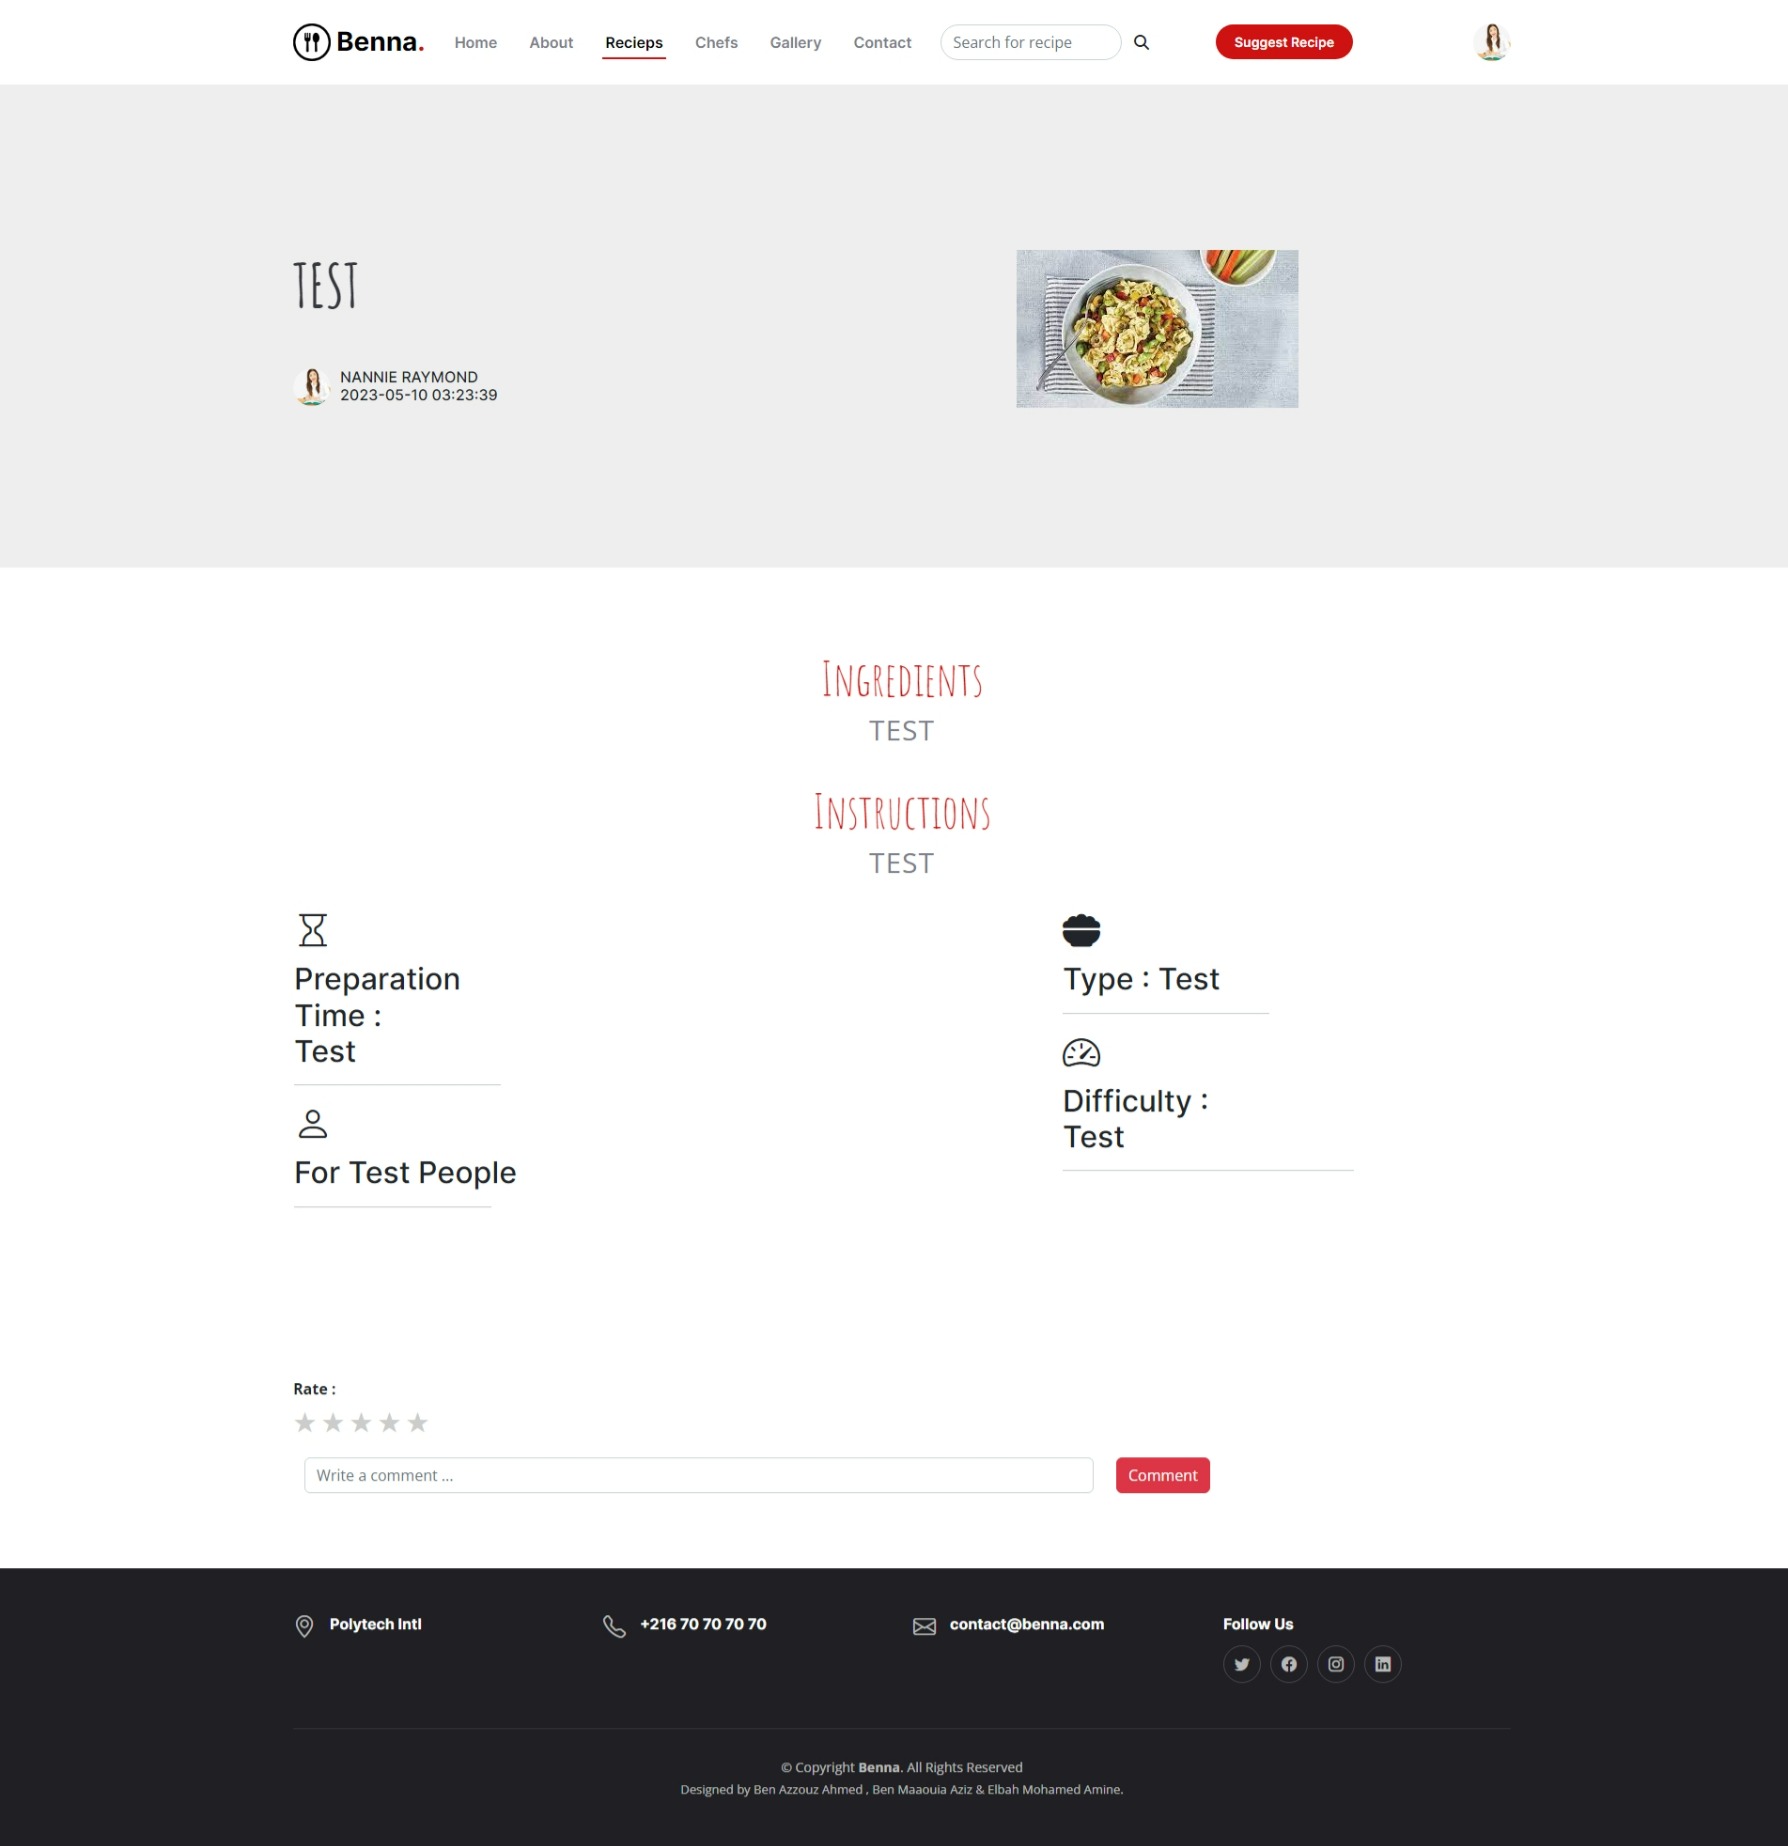 Benna.
Home
About
Recieps
Chefs
Gallery
Contact
Search for recipe
Suggest Recipe
TEST
NANNIE RAYMOND
2023-05-10 03:23:39
Ingredients
TEST
Instructions
TEST
Preparation
Time :
Test
For Test People
Type : Test
Difficulty :
Test
Rate :
Write a comment ...
Comment
Polytech Intl
+216 70 70 70 70
contact@benna.com
Follow Us
© Copyright Benna. All Rights Reserved
Designed by Ben Azzouz Ahmed , Ben Maaouia Aziz & Elbah Mohamed Amine.